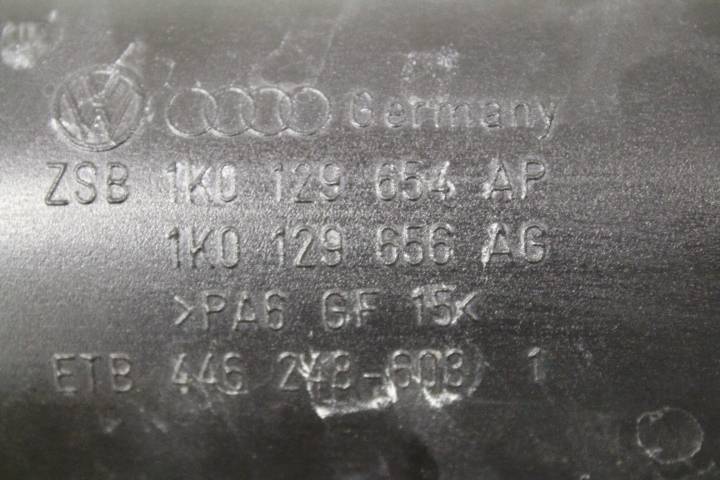 Germany
ZSB 1K0 129 654 AP
1K0 129 656 AG
>PA6 GF 15<
ETB 446 248-603 1